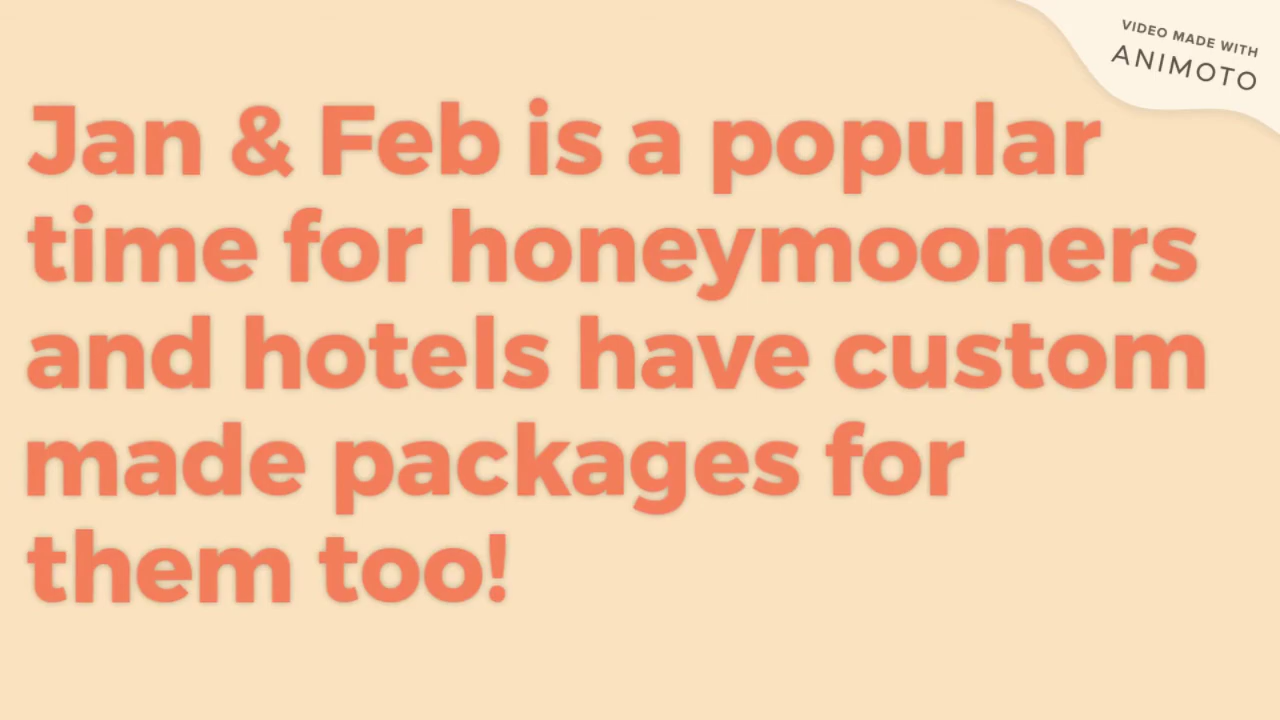 VIDEO MADE WITH
ANIMOTO
Jan & Feb is a popular
time for honeymooners
and hotels have custom
made packages for
them too!